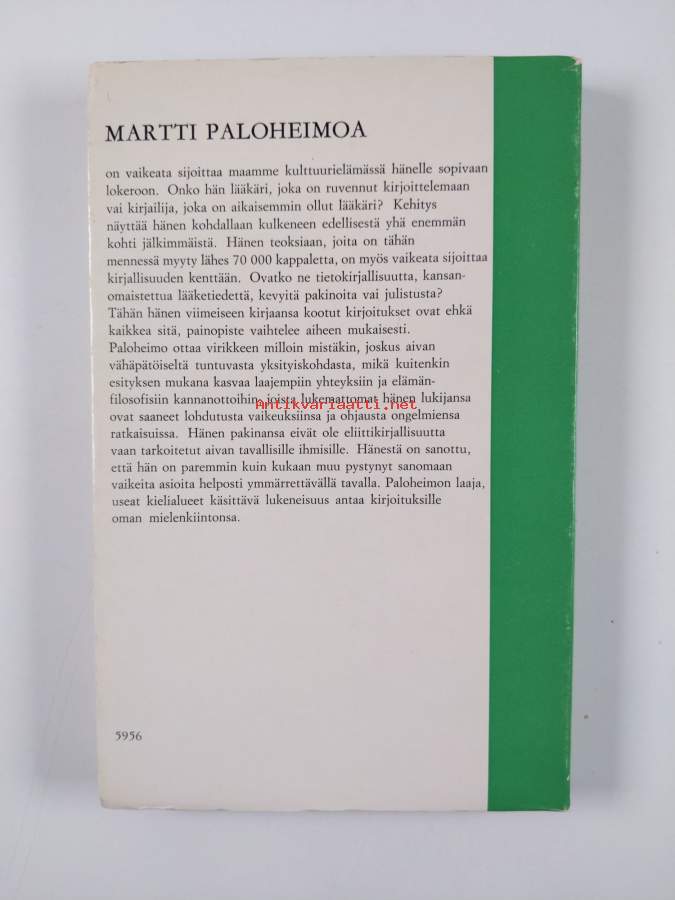 MARTTI PALOHEIMOA
on vaikeata sijoittaa maamme kulttuurielämässä hänelle sopivaan
lokeroon. Onko hän lääkäri, joka on ruvennut kirjoittelemaan
vai kirjailija, joka on aikaisemmin ollut lääkäri? Kehitys
näyttää hänen kohdallaan kulkeneen edellisestä yhä enemmän
kohti jälkimmäistä. Hänen teoksiaan, joita on tähän
mennessä myyty lähes 70 000 kappaletta, on myös vaikeata sijoittaa
kirjallisuuden kenttään. Ovatko ne tietokirjallisuutta, kansan-
omaistettua lääketiedettä, kevyitä pakinoita vai julistusta?
Tähän hänen viimeiseen kirjaansa kootut kirjoitukset ovat ehkä
kaikkea sitä, painopiste vaihtelee aiheen mukaisesti.
Paloheimo ottaa virikkeen milloin mistäkin, joskus aivan
vähäpätöiseltä tuntuvasta yksityiskohdasta, mikä kuitenkin
esityksen mukana kasvaa laajempiin yhteyksiin ja elämän-
filosofisiin kannanottoihin, joista lukemattomat hänen lukijansa
Antikvariaatti.net
ovat saaneet lohdutusta vaikeuksiinsa ja ohjausta ongelmiensa
ratkaisuissa. Hänen pakinansa eivät ole eliittikirjallisuutta
vaan tarkoitetut aivan tavallisille ihmisille. Hänestä on sanottu,
että hän on paremmin kuin kukaan muu pystynyt sanomaan
vaikeita asioita helposti ymmärrettävällä tavalla. Paloheimon laaja,
useat kielialueet käsittävä lukeneisuus antaa kirjoituksille
oman mielenkiintonsa.
5956